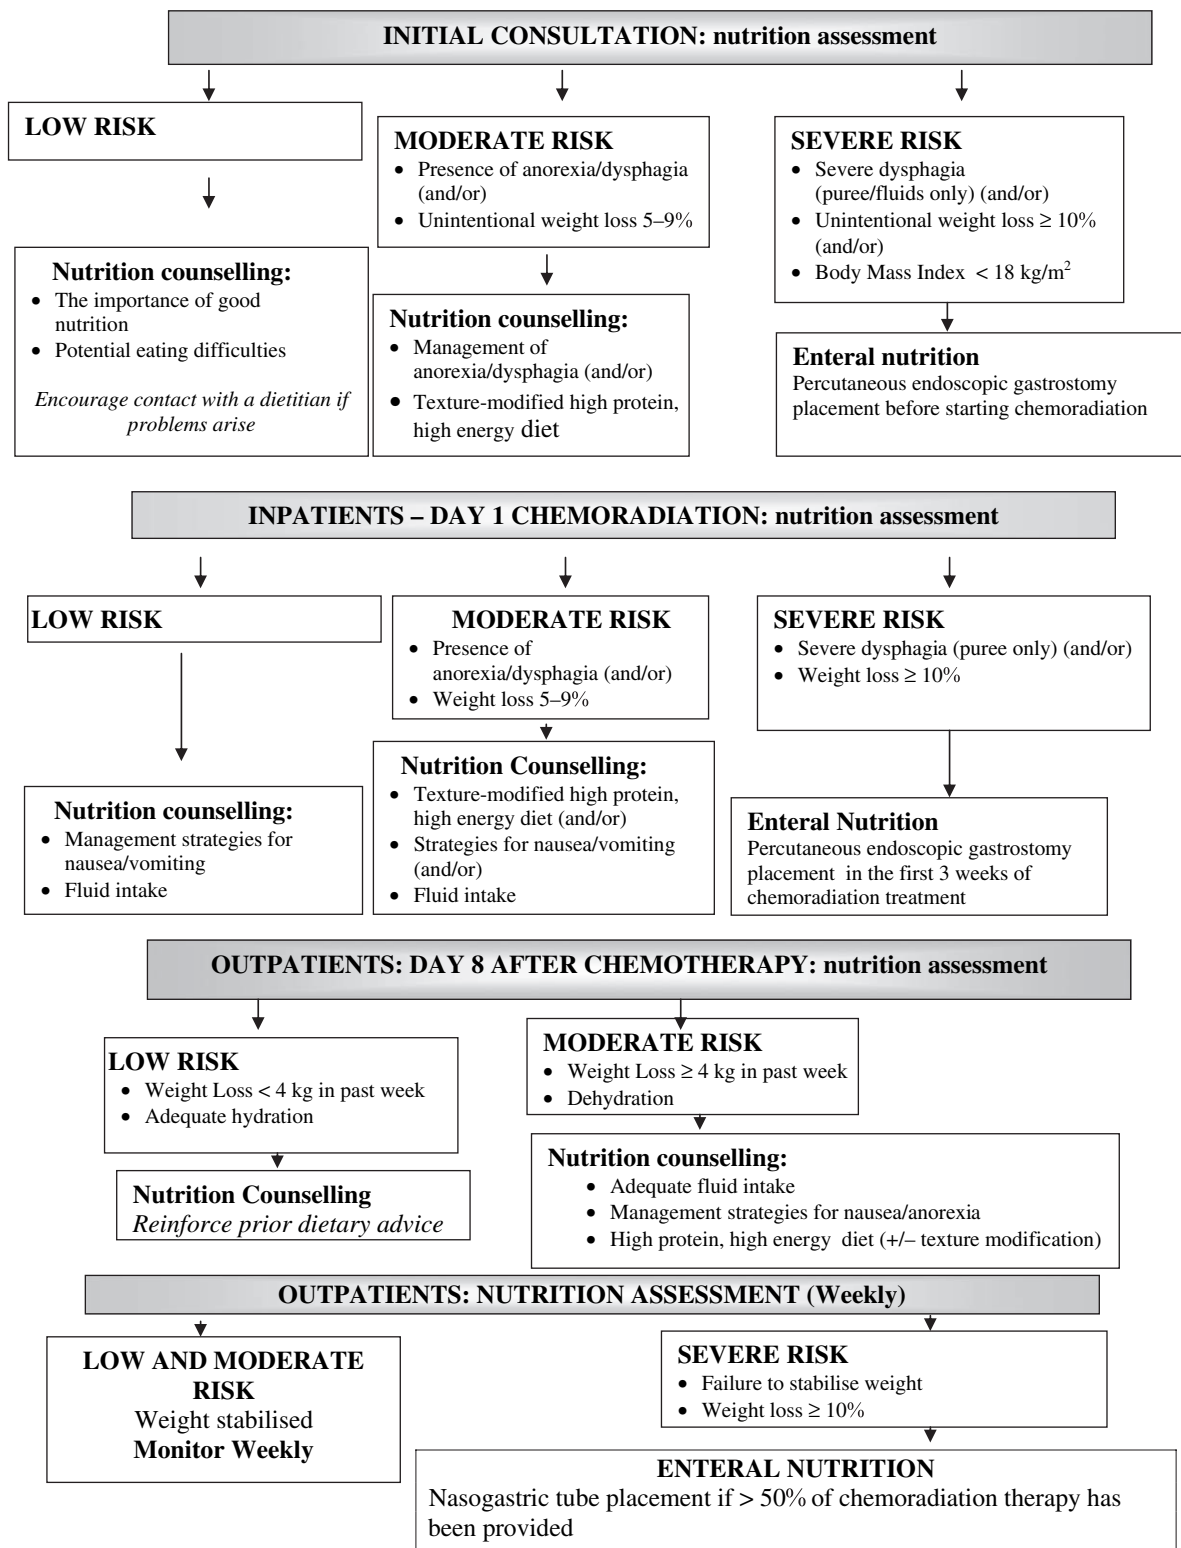 INITIAL CONSULTATION: nutrition assessment
LOW RISK
Nutrition counselling:
• The importance of good
nutrition
• Potential eating difficulties
Encourage contact with a dietitian if
problems arise
MODERATE RISK
• Presence of anorexia/dysphagia
(and/or)
• Unintentional weight loss 5–9%
Nutrition counselling:
• Management of
anorexia/dysphagia (and/or)
• Texture-modified high protein,
high energy diet
SEVERE RISK
• Severe dysphagia
(puree/fluids only) (and/or)
• Unintentional weight loss ≥ 10%
(and/or)
• Body Mass Index < 18 kg/m²
Enteral nutrition
Percutaneous endoscopic gastrostomy
placement before starting chemoradiation
INPATIENTS – DAY 1 CHEMORADIATION: nutrition assessment
LOW RISK
Nutrition counselling:
• Management strategies for
nausea/vomiting
• Fluid intake
MODERATE RISK
• Presence of
anorexia/dysphagia (and/or)
• Weight loss 5–9%
Nutrition Counselling:
• Texture-modified high protein,
high energy diet (and/or)
• Strategies for nausea/vomiting
(and/or)
• Fluid intake
SEVERE RISK
• Severe dysphagia (puree only) (and/or)
• Weight loss ≥ 10%
Enteral Nutrition
Percutaneous endoscopic gastrostomy
placement in the first 3 weeks of
chemoradiation treatment
OUTPATIENTS: DAY 8 AFTER CHEMOTHERAPY: nutrition assessment
LOW RISK
• Weight Loss < 4 kg in past week
• Adequate hydration
Nutrition Counselling
Reinforce prior dietary advice
MODERATE RISK
• Weight Loss ≥ 4 kg in past week
• Dehydration
Nutrition counselling:
• Adequate fluid intake
• Management strategies for nausea/anorexia
• High protein, high energy diet (+/– texture modification)
OUTPATIENTS: NUTRITION ASSESSMENT (Weekly)
LOW AND MODERATE
RISK
Weight stabilised
Monitor Weekly
SEVERE RISK
• Failure to stabilise weight
• Weight loss ≥ 10%
ENTERAL NUTRITION
Nasogastric tube placement if > 50% of chemoradiation therapy has
been provided